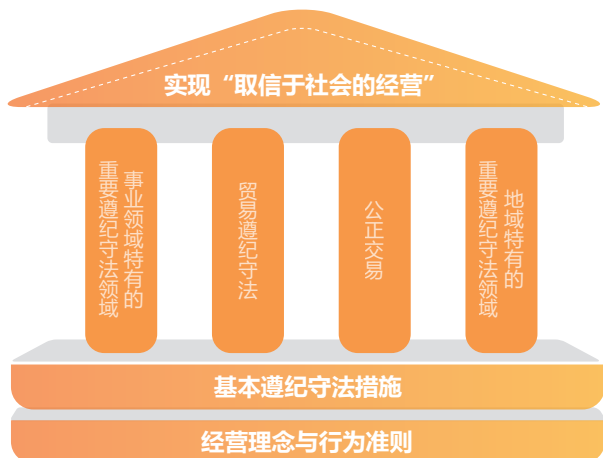 实现“取信于社会的经营”
事业领域特有的
重要遵纪守法领域
贸易遵纪守法
公正交易
地域特有的
重要遵纪守法领域
基本遵纪守法措施
经营理念与行为准则